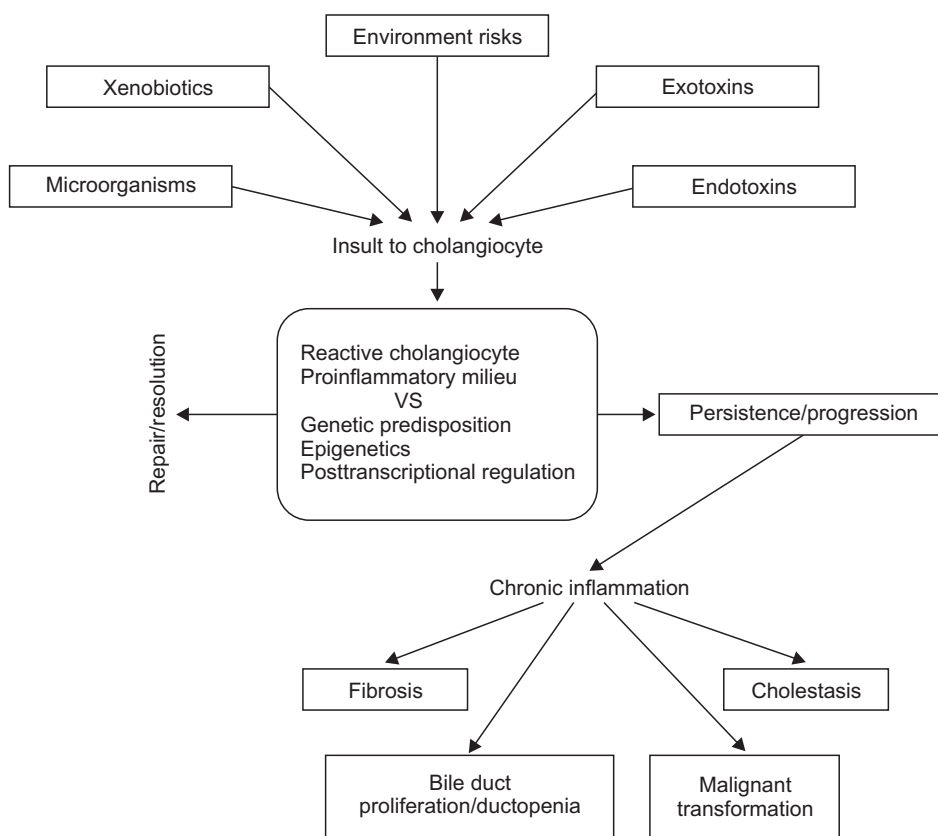 Environment risks
Xenobiotics
Exotoxins
Microorganisms
Endotoxins
Insult to cholangiocyte
Repair/resolution
Reactive cholangiocyte
Proinflammatory milieu
VS
Genetic predisposition
Epigenetics
Posttranscriptional regulation
Persistence/progression
Chronic inflammation
Fibrosis
Cholestasis
Bile duct
proliferation/ductopenia
Malignant
transformation